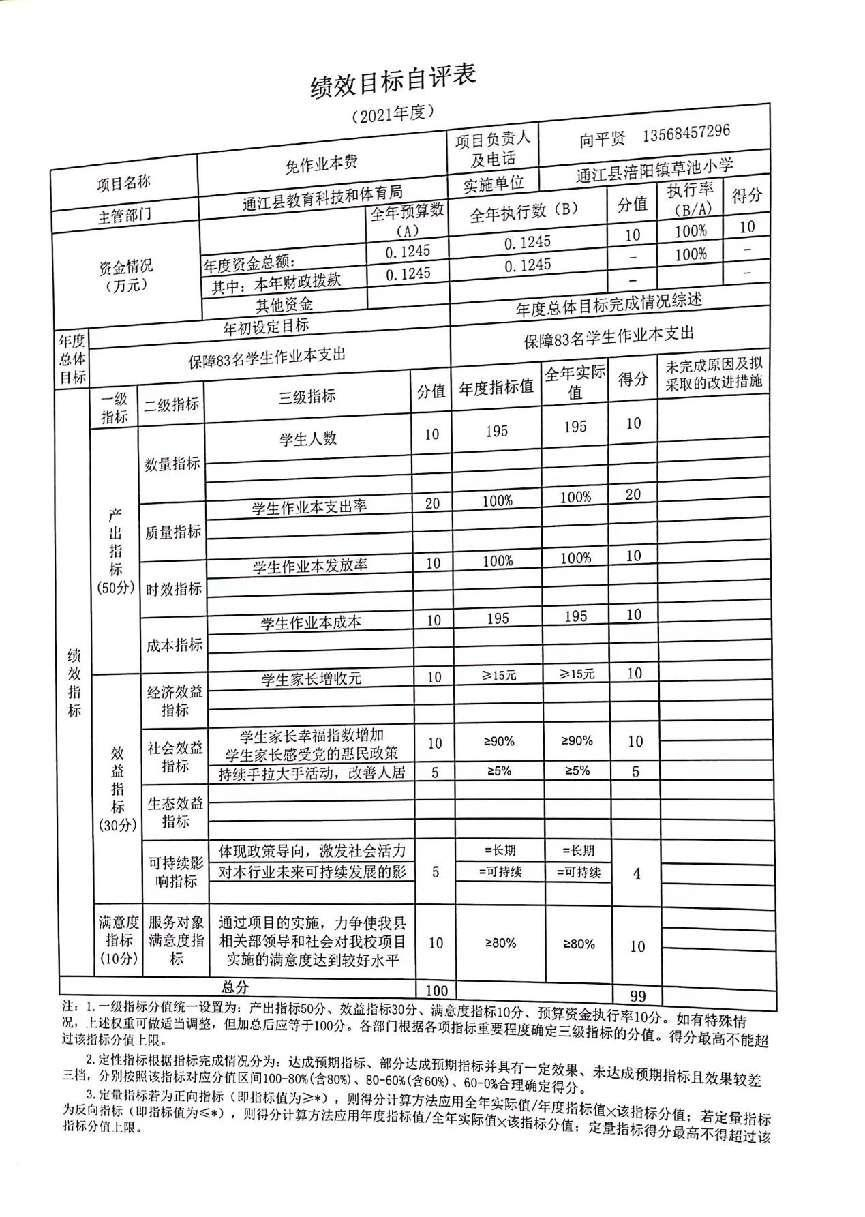 绩效目标自评表
(2021年度)
项目名称 免作业本费 项目负责人及电话 向平贤 13568457296
主管部门 通江县教育科技和体育局 实施单位 通江县涪阳镇草池小学
资金情况(万元) 全年预算数(A) 全年执行数(B) 分值 执行率(B/A) 得分
年度资金总额: 0.1245 0.1245 10 100% 10
其中: 本年财政拨款 0.1245 0.1245 - 100% -
其他资金 - -
年度总体目标 年初设定目标 年度总体目标完成情况综述
保障83名学生作业本支出 保障83名学生作业本支出
绩效指标 一级指标 二级指标 三级指标 分值 年度指标值 全年实际值 得分 未完成原因及拟采取的改进措施
产出指标(50分) 数量指标 学生人数 10 195 195 10
质量指标 学生作业本支出率 20 100% 100% 20
时效指标 学生作业本发放率 10 100% 100% 10
成本指标 学生作业本成本 10 195 195 10
效益指标(30分) 经济效益指标 学生家长增收元 10 ≥15元 ≥15元 10
社会效益指标 学生家长幸福指数增加
学生家长感受党的惠民政策 10 ≥90% ≥90% 10
持续手拉大手活动，改善人居 5 ≥5% ≥5% 5
生态效益指标
可持续影响指标 体现政策导向，激发社会活力 =长期 =长期
对本行业未来可持续发展的影 5 =可持续 =可持续 4
满意度指标(10分) 服务对象满意度指标 通过项目的实施，力争使我县
相关部领导和社会对我校项目
实施的满意度达到较好水平 10 ≥80% ≥80% 10
总分 100 99
注: 1.一级指标分值统一设置为: 产出指标50分、效益指标30分、满意度指标10分、预算资金执行率10分。如有特殊情
况，上述权重可做适当调整，但加总后应等于100分。各部门根据各项指标重要程度确定三级指标的分值。得分最高不能超
过该指标分值上限。
2.定性指标根据指标完成情况分为: 达成预期指标、部分达成预期指标并具有一定效果、未达成预期指标且效果较差
三挡，分别按照该指标对应分值区间100-80%(含80%)、80-60%(含60%)、60-0%合理确定得分。
3.定量指标若为正向指标（即指标值为≥*），则得分计算方法应用全年实际值/年度指标值×该指标分值；若定量指标
为反向指标（即指标值为≤*），则得分计算方法应用年度指标值/全年实际值×该指标分值；定量指标得分最高不得超过该
指标分值上限。